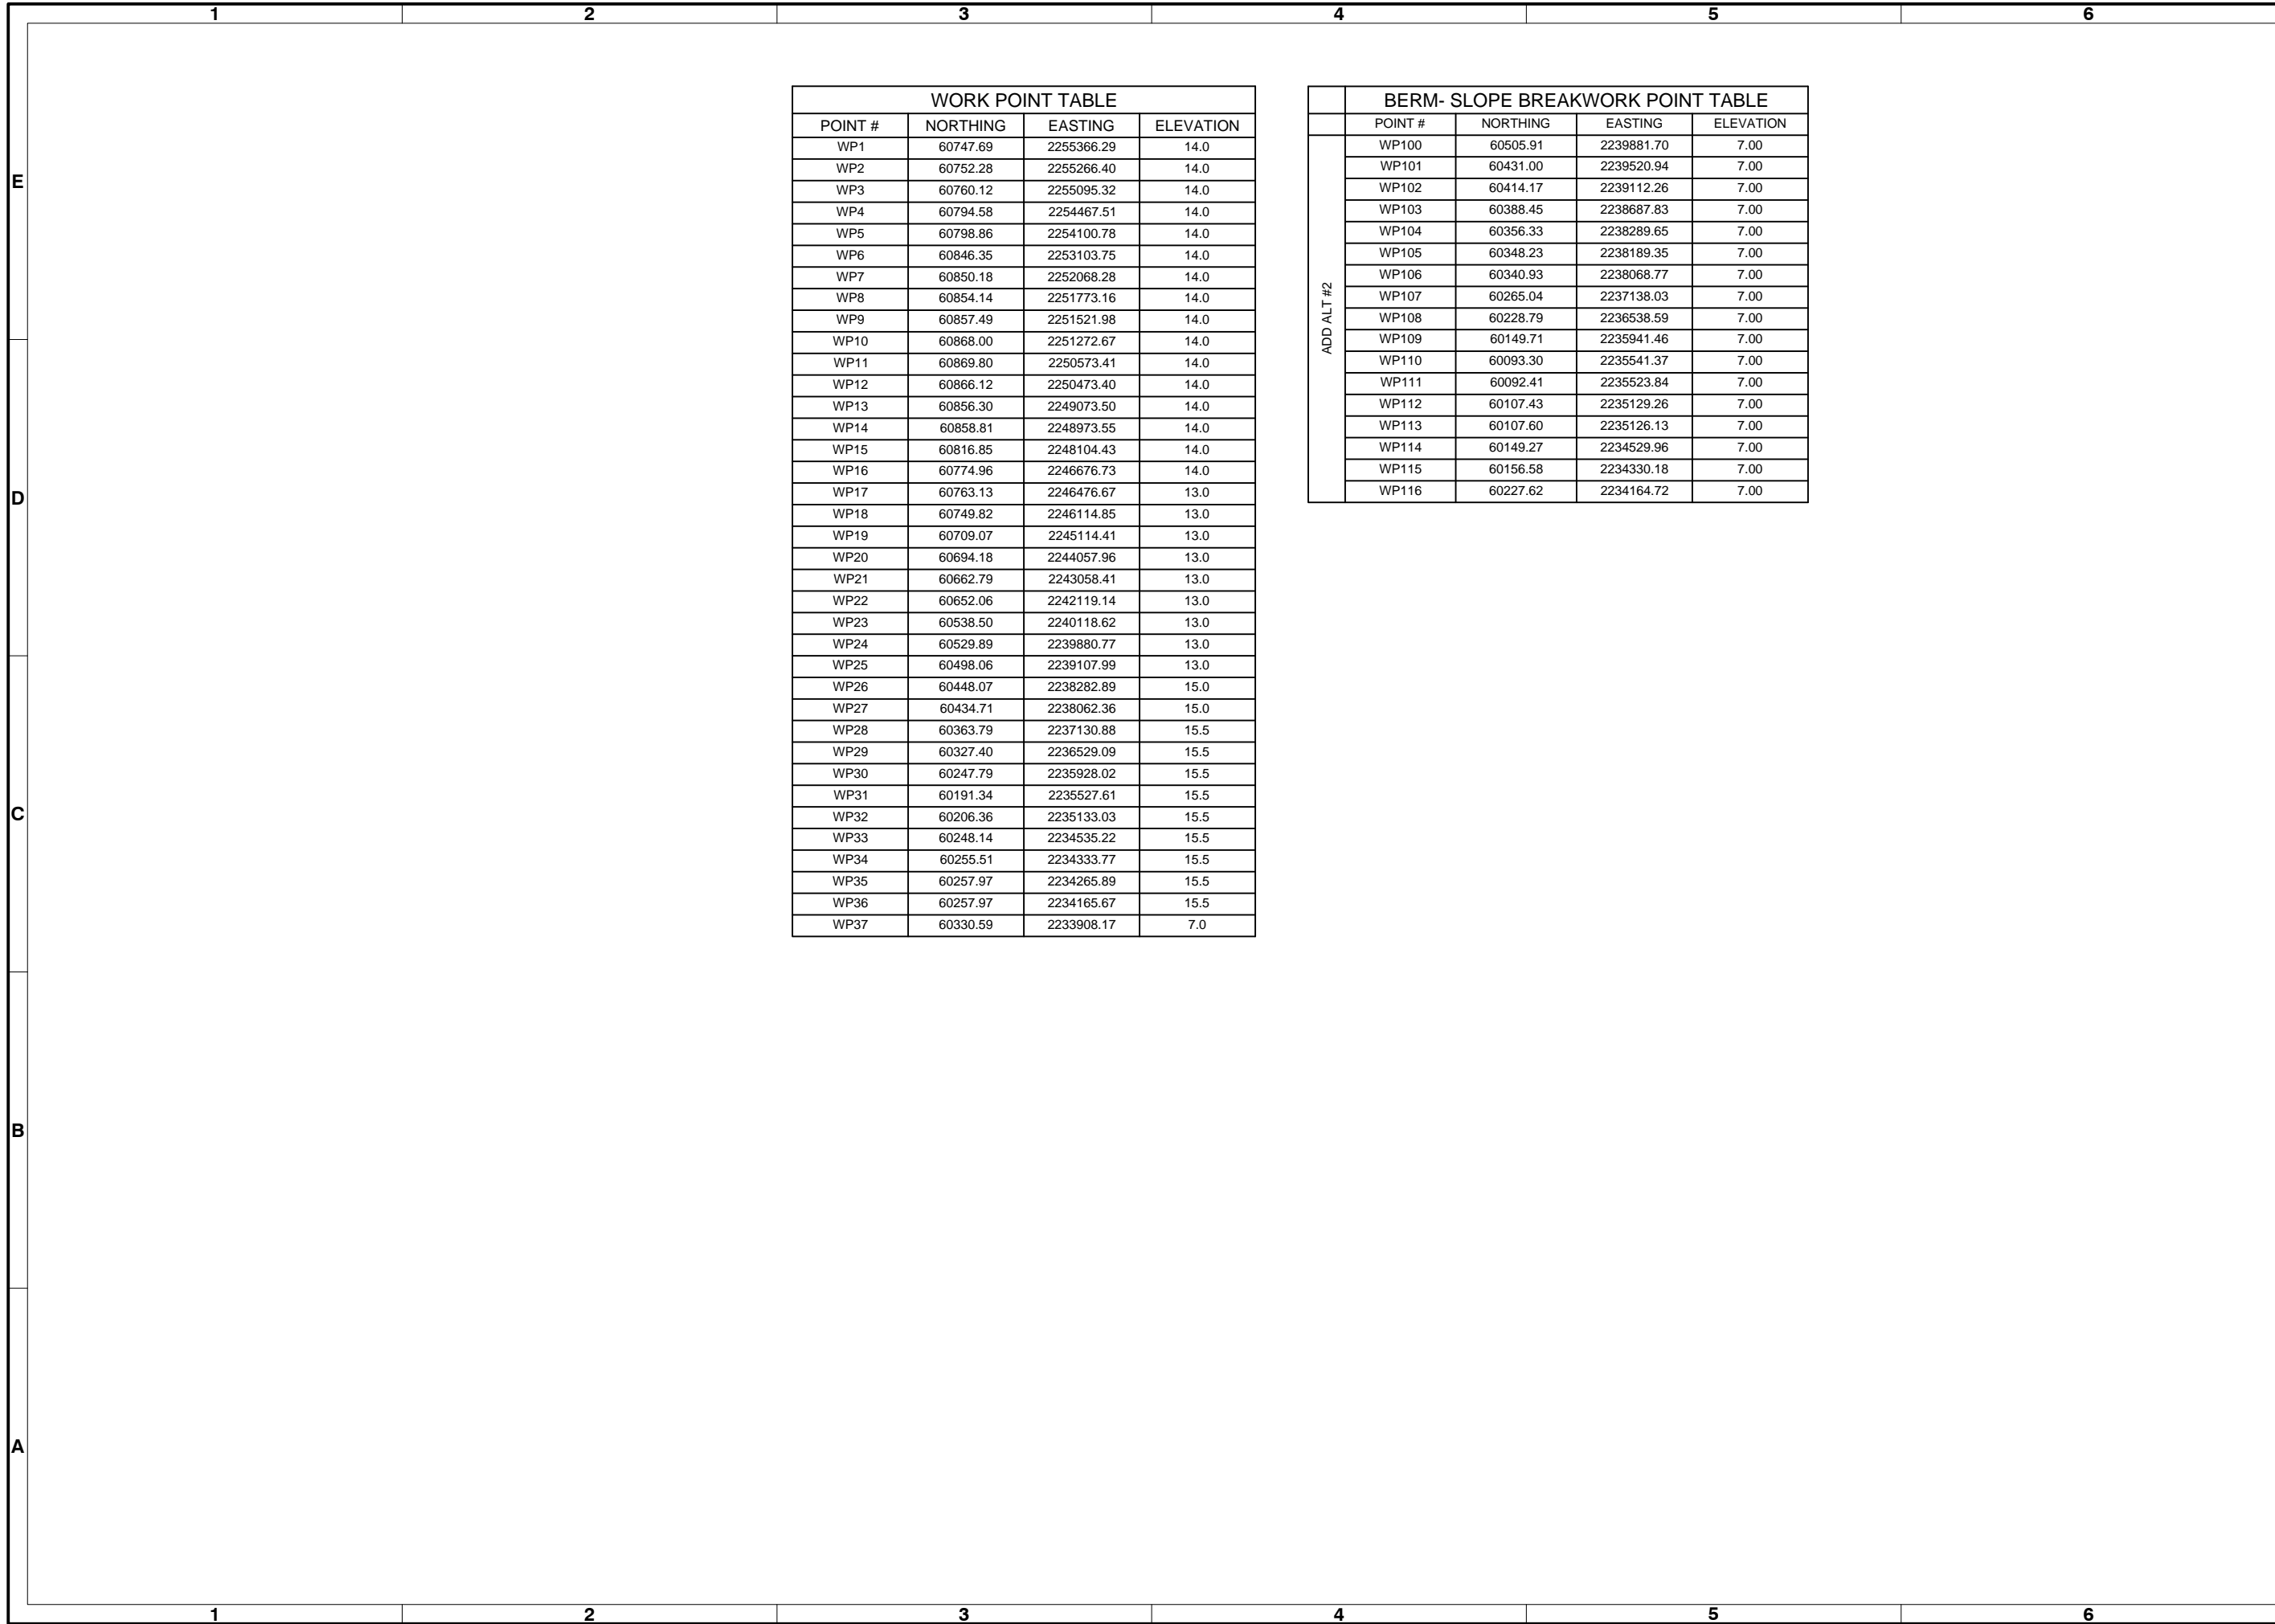 1 2 3 4 5 6
WORK POINT TABLE
POINT # NORTHING EASTING ELEVATION
WP1 60747.69 2255366.29 14.0
WP2 60752.28 2255266.40 14.0
WP3 60760.12 2255095.32 14.0
WP4 60794.58 2254467.51 14.0
WP5 60798.86 2254100.78 14.0
WP6 60846.35 2253103.75 14.0
WP7 60850.18 2252068.28 14.0
WP8 60854.14 2251773.16 14.0
WP9 60857.49 2251521.98 14.0
WP10 60868.00 2251272.67 14.0
WP11 60869.80 2250573.41 14.0
WP12 60866.12 2250473.40 14.0
WP13 60856.30 2249073.50 14.0
WP14 60858.81 2248973.55 14.0
WP15 60816.85 2248104.43 14.0
WP16 60774.96 2246676.73 14.0
WP17 60763.13 2246476.67 13.0
WP18 60749.82 2246114.85 13.0
WP19 60709.07 2245114.41 13.0
WP20 60694.18 2244057.96 13.0
WP21 60662.79 2243058.41 13.0
WP22 60652.06 2242119.14 13.0
WP23 60538.50 2240118.62 13.0
WP24 60529.89 2239880.77 13.0
WP25 60498.06 2239107.99 13.0
WP26 60448.07 2238282.89 15.0
WP27 60434.71 2238062.36 15.0
WP28 60363.79 2237130.88 15.5
WP29 60327.40 2236529.09 15.5
WP30 60247.79 2235928.02 15.5
WP31 60191.34 2235527.61 15.5
WP32 60206.36 2235133.03 15.5
WP33 60248.14 2234535.22 15.5
WP34 60255.51 2234333.77 15.5
WP35 60257.97 2234265.89 15.5
WP36 60257.97 2234165.67 15.5
WP37 60330.59 2233908.17 7.0
BERM- SLOPE BREAKWORK POINT TABLE
POINT # NORTHING EASTING ELEVATION
ADD ALT #2
WP100 60505.91 2239881.70 7.00
WP101 60431.00 2239520.94 7.00
WP102 60414.17 2239112.26 7.00
WP103 60388.45 2238687.83 7.00
WP104 60356.33 2238289.65 7.00
WP105 60348.23 2238189.35 7.00
WP106 60340.93 2238068.77 7.00
WP107 60265.04 2237138.03 7.00
WP108 60228.79 2236538.59 7.00
WP109 60149.71 2235941.46 7.00
WP110 60093.30 2235541.37 7.00
WP111 60092.41 2235523.84 7.00
WP112 60107.43 2235129.26 7.00
WP113 60107.60 2235126.13 7.00
WP114 60149.27 2234529.96 7.00
WP115 60156.58 2234330.18 7.00
WP116 60227.62 2234164.72 7.00
E
D
C
B
A
1 2 3 4 5 6